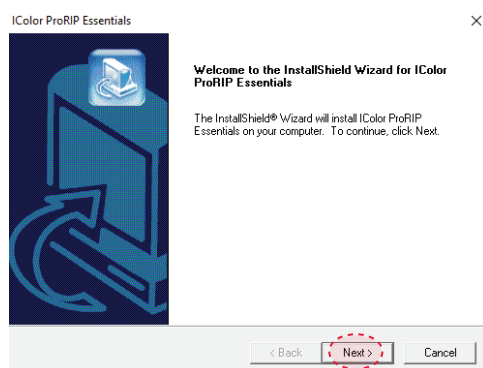 IColor ProRIP Essentials
Welcome to the InstallShield Wizard for IColor
ProRIP Essentials
The InstallShield® Wizard will install IColor ProRIP
Essentials on your computer. To continue, click Next.
< Back
Next >
Cancel